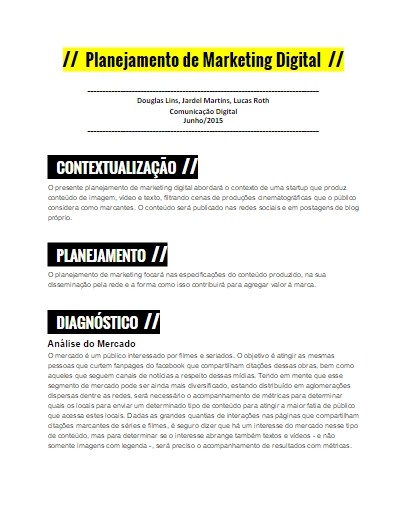 // Planejamento de Marketing Digital //
Douglas Lins, Jardel Martins, Lucas Roth
Comunicação Digital
Junho/2015
CONTEXTUALIZAÇÃO //
O presente planejamento de marketing digital abordará o contexto de uma startup que produz
conteúdo de imagem, vídeo e texto, filtrando cenas de produções cinematográficas que o público
considera como marcantes. O conteúdo será publicado nas redes sociais e em postagens de blog
próprio.
PLANEJAMENTO //
O planejamento de marketing focará nas especificações do conteúdo produzido, na sua
disseminação pela rede e a forma como isso contribuirá para agregar valor à marca.
DIAGNÓSTICO //
Análise do Mercado
O mercado é um público interessado por filmes e seriados. O objetivo é atingir as mesmas
pessoas que curtem fanpages do facebook que compartilham citações dessas obras, bem como
aqueles que seguem canais de notícias a respeito dessas mídias. Tendo em mente que esse
segmento de mercado pode ser ainda mais diversificado, estando distribuído em aglomerações
dispersas dentre as redes, será necessário o acompanhamento de métricas para determinar
quais os locais para enviar um determinado tipo de conteúdo para atingir a maior fatia de público
que acessa estes locais. Dadas as grandes quantias de interações nas páginas que compartilham
citações marcantes de séries e filmes, é seguro dizer que há um interesse do mercado nesse tipo
de conteúdo, mas para determinar se o interesse abrange também textos e vídeos - e não
somente imagens com legenda -, será preciso o acompanhamento de resultados com métricas.